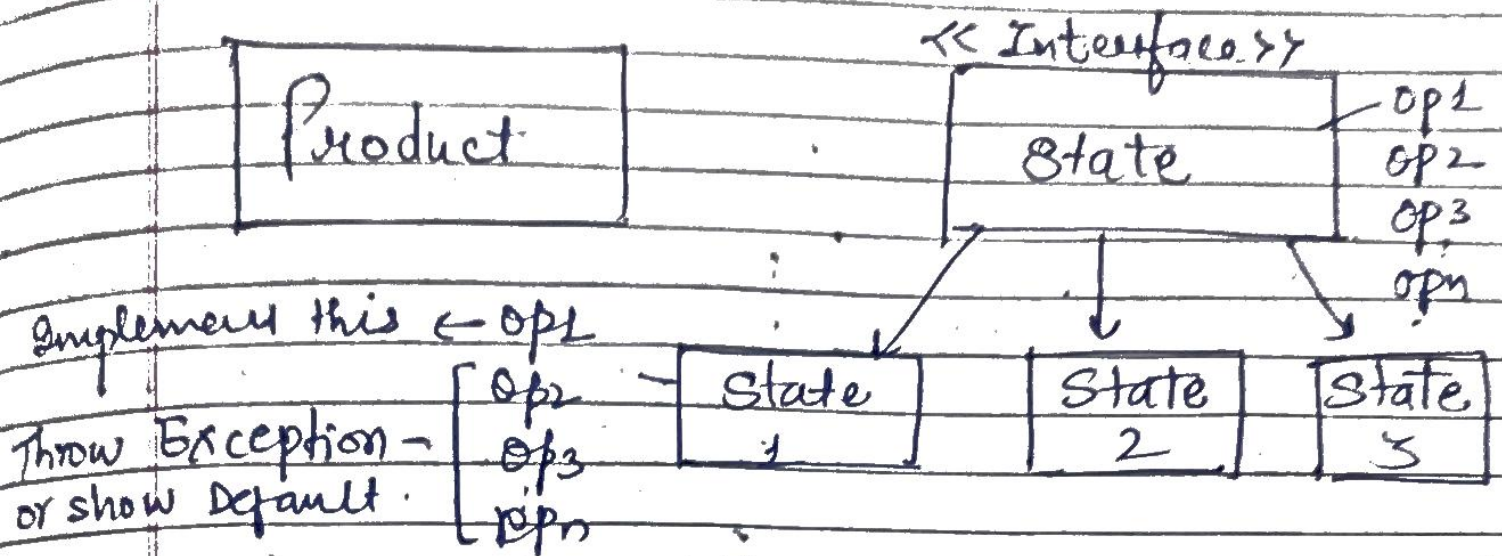 << Interface >>
Product
State
op1
op2
op3
opn
Implement this ← op1
op2
op3
opn
Throw Exception -
or show Default.
State
1
State
2
State
3